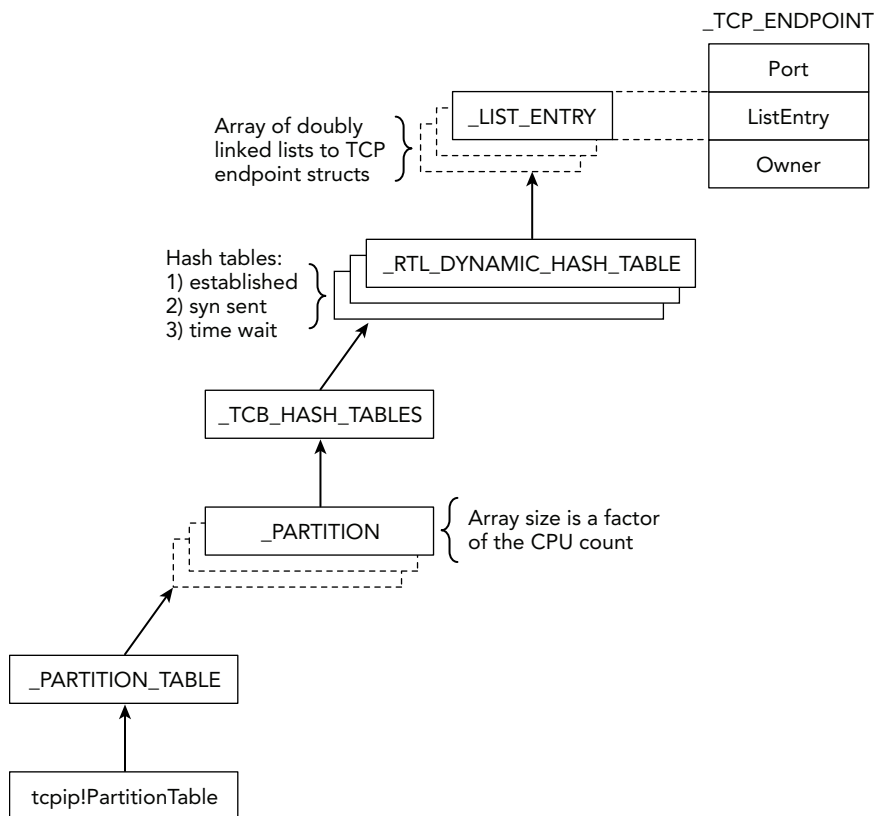 _TCP_ENDPOINT
Port
ListEntry
Owner
_LIST_ENTRY
Array of doubly
linked lists to TCP
endpoint structs
_RTL_DYNAMIC_HASH_TABLE
Hash tables:
1) established
2) syn sent
3) time wait
_TCB_HASH_TABLES
_PARTITION
Array size is a factor
of the CPU count
_PARTITION_TABLE
tcpip!PartitionTable